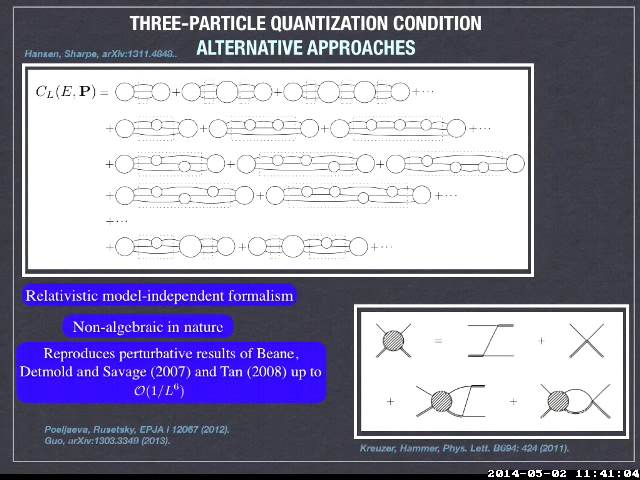 THREE-PARTICLE QUANTIZATION CONDITION
ALTERNATIVE APPROACHES
Hansen, Sharpe, arXiv:1311.4848..
C_L(E, P) = + + + ···
+ + + + ···
+ + +
+ + + ···
+ ···
+ + + ···
Relativistic model-independent formalism
Non-algebraic in nature
Reproduces perturbative results of Beane,
Detmold and Savage (2007) and Tan (2008) up to
O(1/L⁶)
= +
+ +
Poeljaeva, Rusetsky, EPJA I 12067 (2012).
Guo, arXiv:1303.3349 (2013).
Kreuzer, Hammer, Phys. Lett. B694: 424 (2011).
2014-05-02 11:41:04